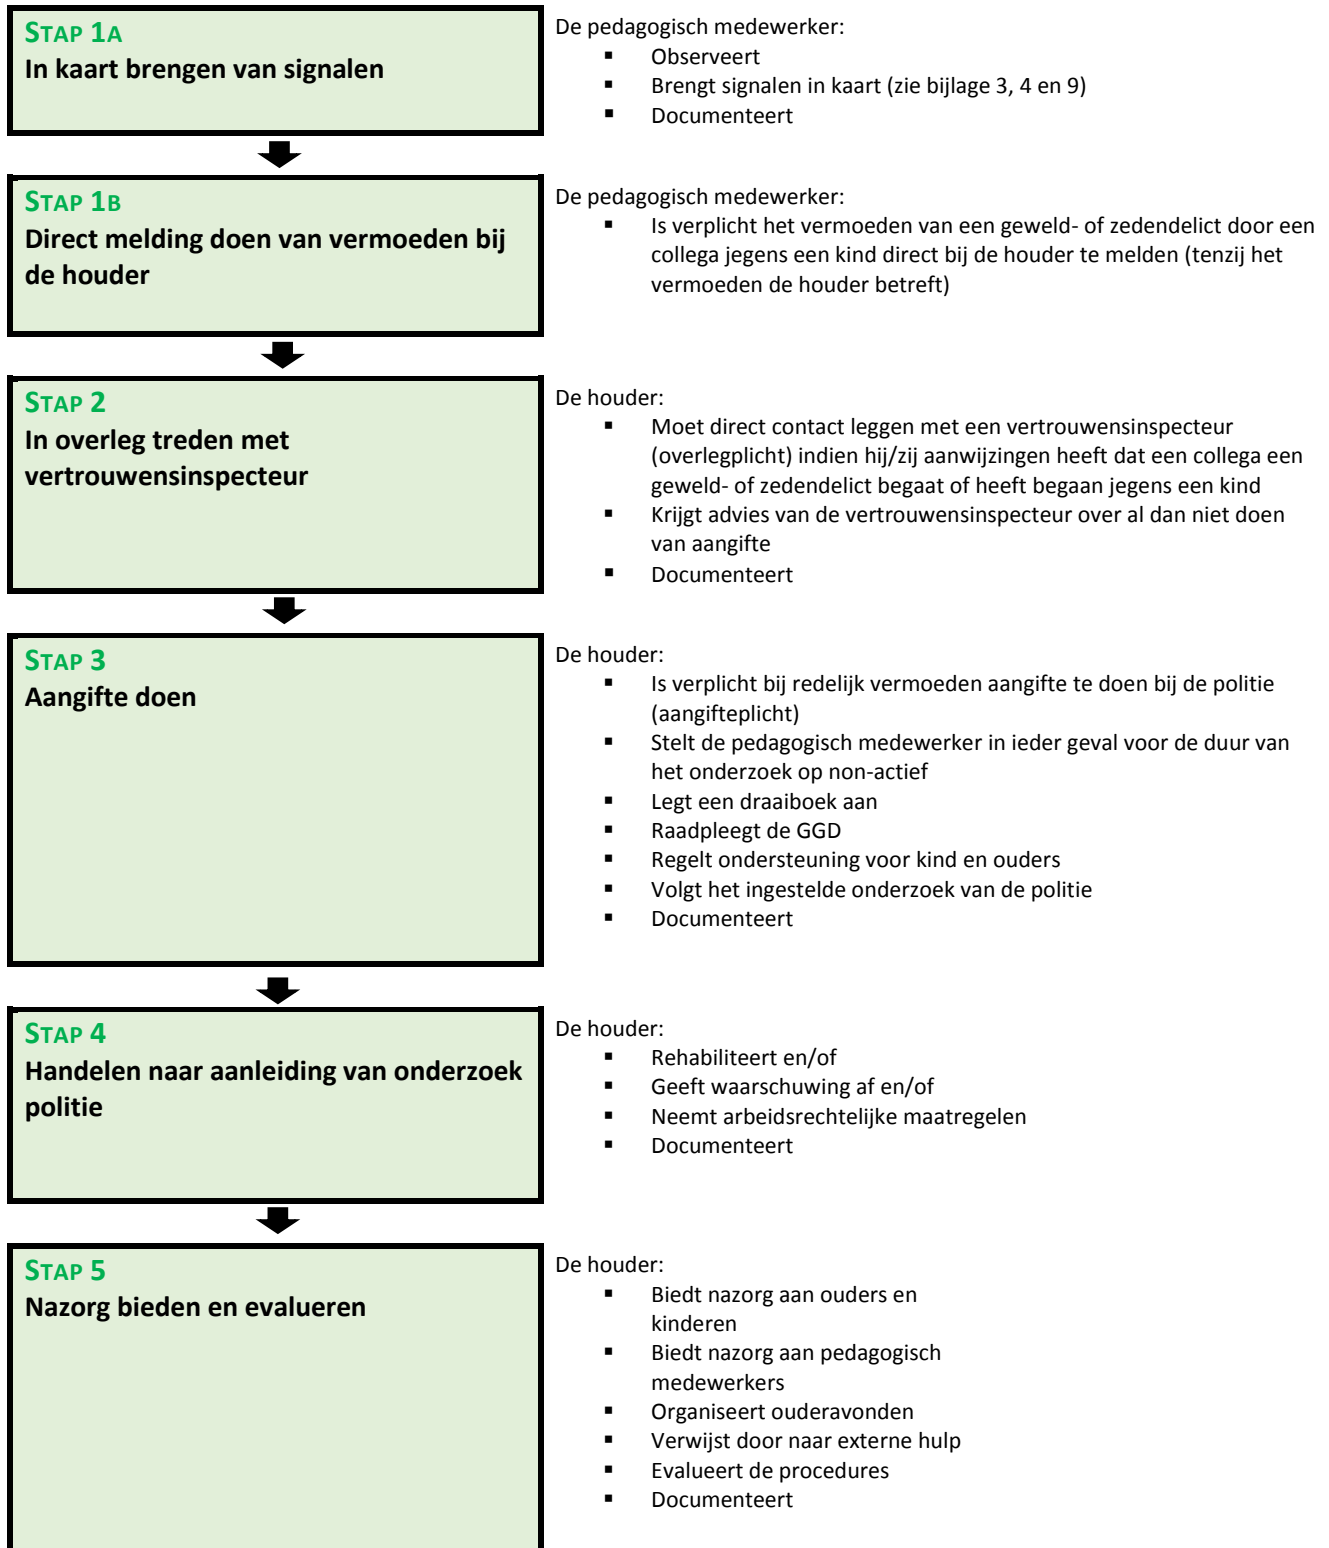 STAP 1A
In kaart brengen van signalen
De pedagogisch medewerker:
▪ Observeert
▪ Brengt signalen in kaart (zie bijlage 3, 4 en 9)
▪ Documenteert
STAP 1B
Direct melding doen van vermoeden bij
de houder
De pedagogisch medewerker:
▪ Is verplicht het vermoeden van een geweld- of zedendelict door een
collega jegens een kind direct bij de houder te melden (tenzij het
vermoeden de houder betreft)
STAP 2
In overleg treden met
vertrouwensinspecteur
De houder:
▪ Moet direct contact leggen met een vertrouwensinspecteur
(overlegplicht) indien hij/zij aanwijzingen heeft dat een collega een
geweld- of zedendelict begaat of heeft begaan jegens een kind
▪ Krijgt advies van de vertrouwensinspecteur over al dan niet doen
van aangifte
▪ Documenteert
STAP 3
Aangifte doen
De houder:
▪ Is verplicht bij redelijk vermoeden aangifte te doen bij de politie
(aangifteplicht)
▪ Stelt de pedagogisch medewerker in ieder geval voor de duur van
het onderzoek op non-actief
▪ Legt een draaiboek aan
▪ Raadpleegt de GGD
▪ Regelt ondersteuning voor kind en ouders
▪ Volgt het ingestelde onderzoek van de politie
▪ Documenteert
STAP 4
Handelen naar aanleiding van onderzoek
politie
De houder:
▪ Rehabiliteert en/of
▪ Geeft waarschuwing af en/of
▪ Neemt arbeidsrechtelijke maatregelen
▪ Documenteert
STAP 5
Nazorg bieden en evalueren
De houder:
▪ Biedt nazorg aan ouders en
kinderen
▪ Biedt nazorg aan pedagogisch
medewerkers
▪ Organiseert ouderavonden
▪ Verwijst door naar externe hulp
▪ Evalueert de procedures
▪ Documenteert